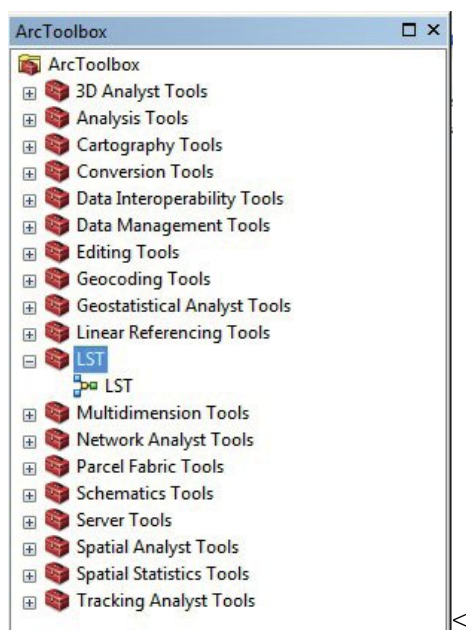 ArcToolbox
ArcToolbox
3D Analyst Tools
Analysis Tools
Cartography Tools
Conversion Tools
Data Interoperability Tools
Data Management Tools
Editing Tools
Geocoding Tools
Geostatistical Analyst Tools
Linear Referencing Tools
LST
LST
Multidimension Tools
Network Analyst Tools
Parcel Fabric Tools
Schematics Tools
Server Tools
Spatial Analyst Tools
Spatial Statistics Tools
Tracking Analyst Tools
<